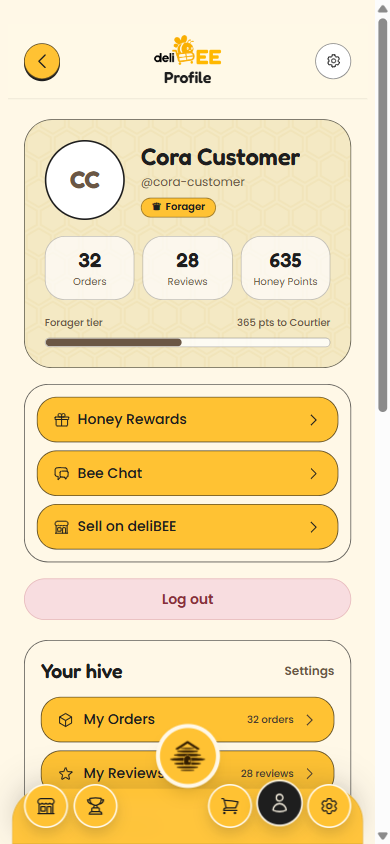 deliBEE
Profile
CC
Cora Customer
@cora-customer
Forager
32
Orders
28
Reviews
635
Honey Points
Forager tier
365 pts to Courtier
Honey Rewards
Bee Chat
Sell on deliBEE
Log out
Your hive
Settings
My Orders
32 orders
My Reviews
28 reviews